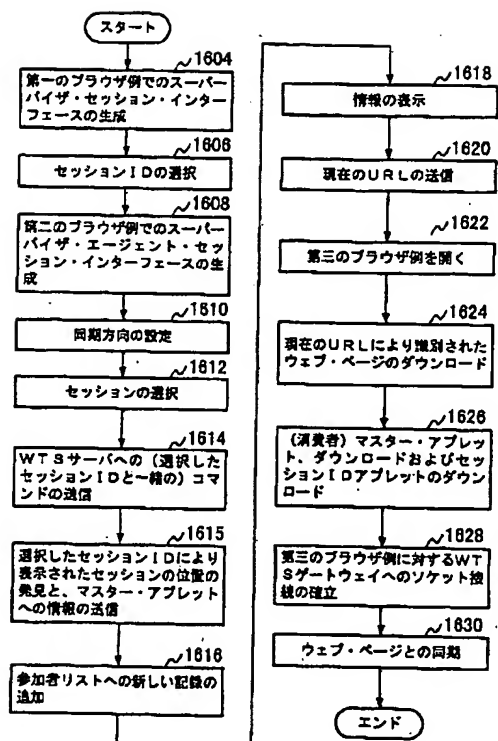 スタート
1604
第一のブラウザ例でのスーパー
バイザ・セッション・インター
フェースの生成
1606
セッションIDの選択
1608
第二のブラウザ例でのスーパー
バイザ・エージェント・セッ
ション・インターフェースの生
成
1610
同期方向の設定
1612
セッションの選択
1614
WTSサーバへの(選択した
セッションIDと一緒の)コマ
ンドの送信
1615
選択したセッションIDにより
表示されたセッションの位置の
発見と、マスター・アプレット
への情報の送信
1616
参加者リストへの新しい記録の
追加
1618
情報の表示
1620
現在のURLの送信
1622
第三のブラウザ例を開く
1624
現在のURLにより識別された
ウェブ・ページのダウンロード
1626
(消費者)マスター・アプレ
ット、ダウンロードおよびセッシ
ョンIDアプレットのダウン
ロード
1628
第三のブラウザ例に対するWT
Sゲートウェイへのソケット接
続の確立
1630
ウェブ・ページとの同期
エンド